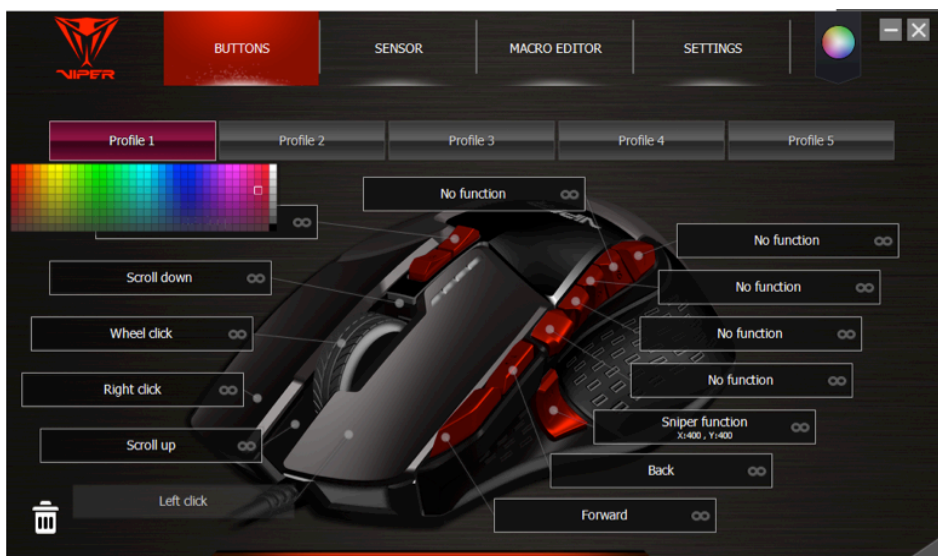 VIPER
BUTTONS
SENSOR
MACRO EDITOR
SETTINGS
Profile 1
Profile 2
Profile 3
Profile 4
Profile 5
No function
No function
Scroll down
No function
Wheel click
No function
Right click
No function
Sniper function
X:400 , Y:400
Scroll up
Back
Left click
Forward